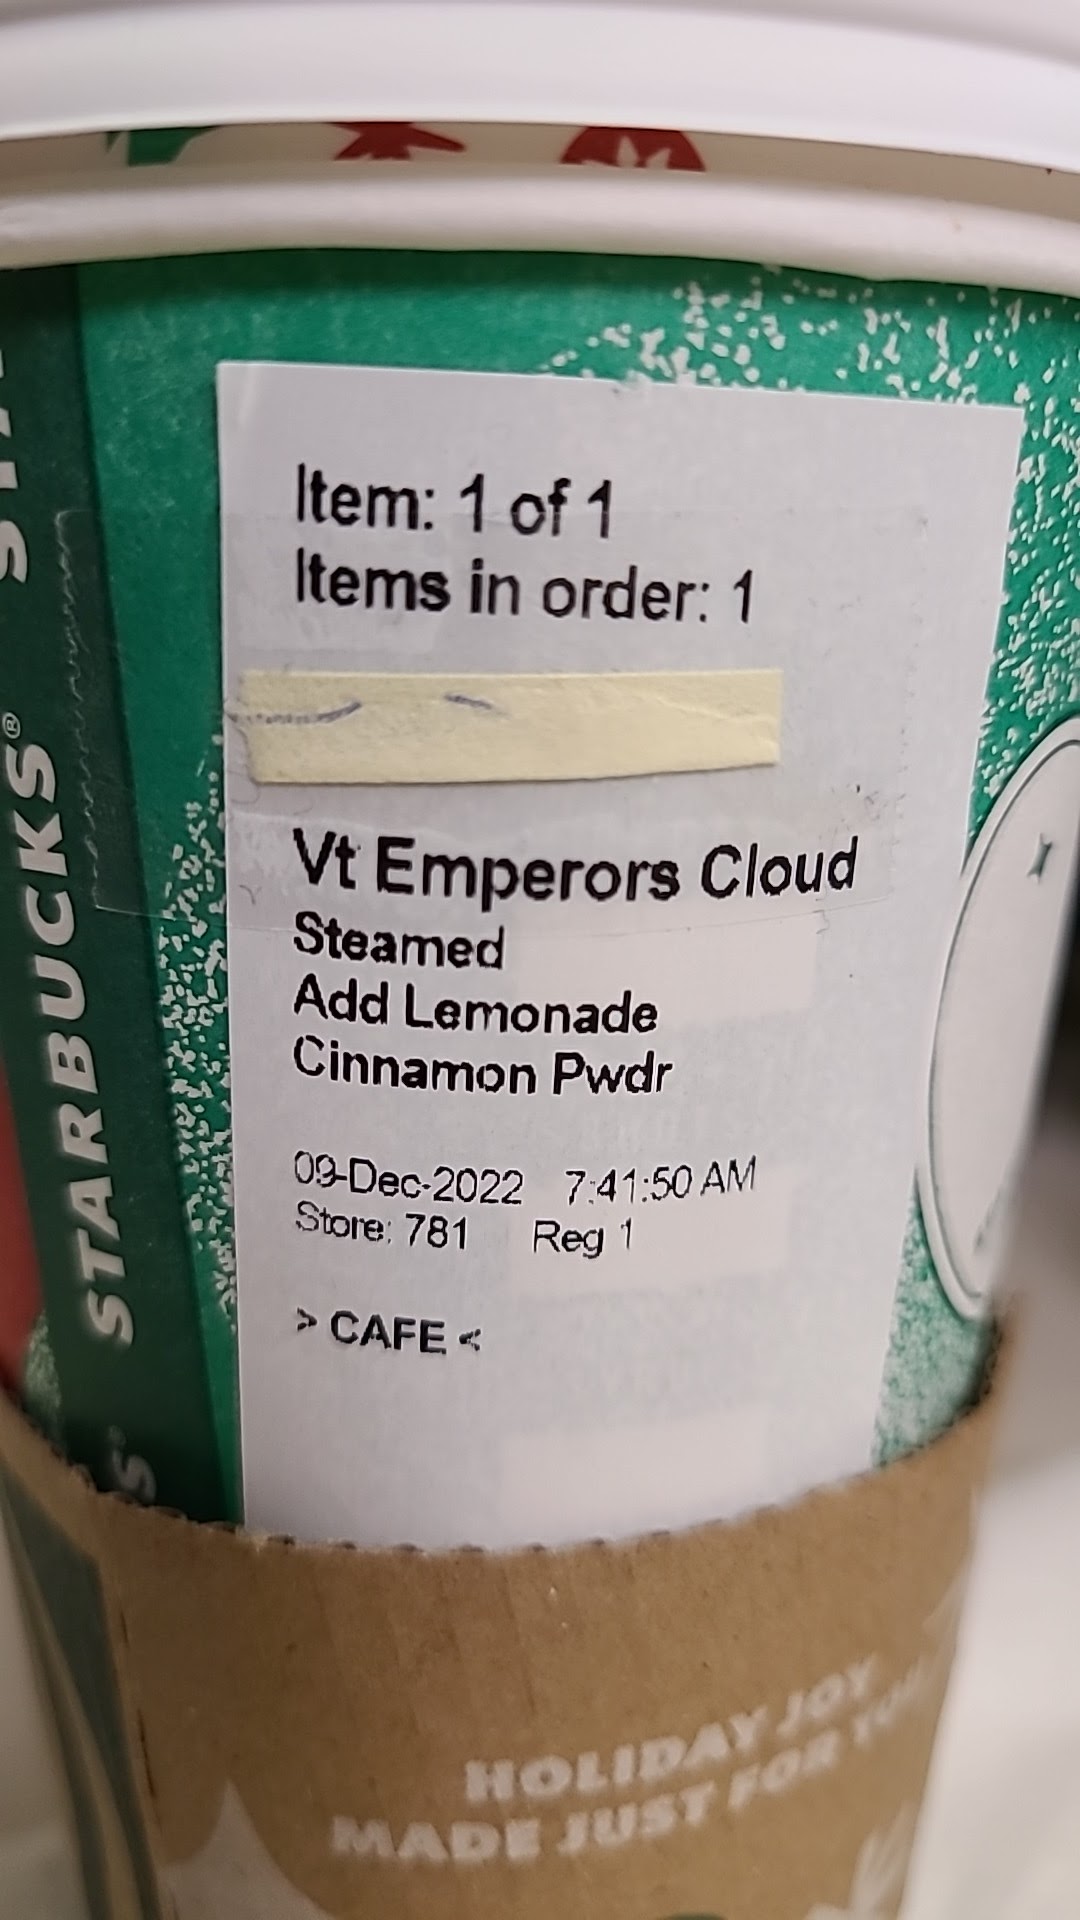 STARBUCKS®
Item: 1 of 1
Items in order: 1
Vt Emperors Cloud
Steamed
Add Lemonade
Cinnamon Pwdr
09-Dec-2022 7:41:50 AM
Store: 781 Reg 1
> CAFE <
HOLIDAY JOY
MADE JUST FOR